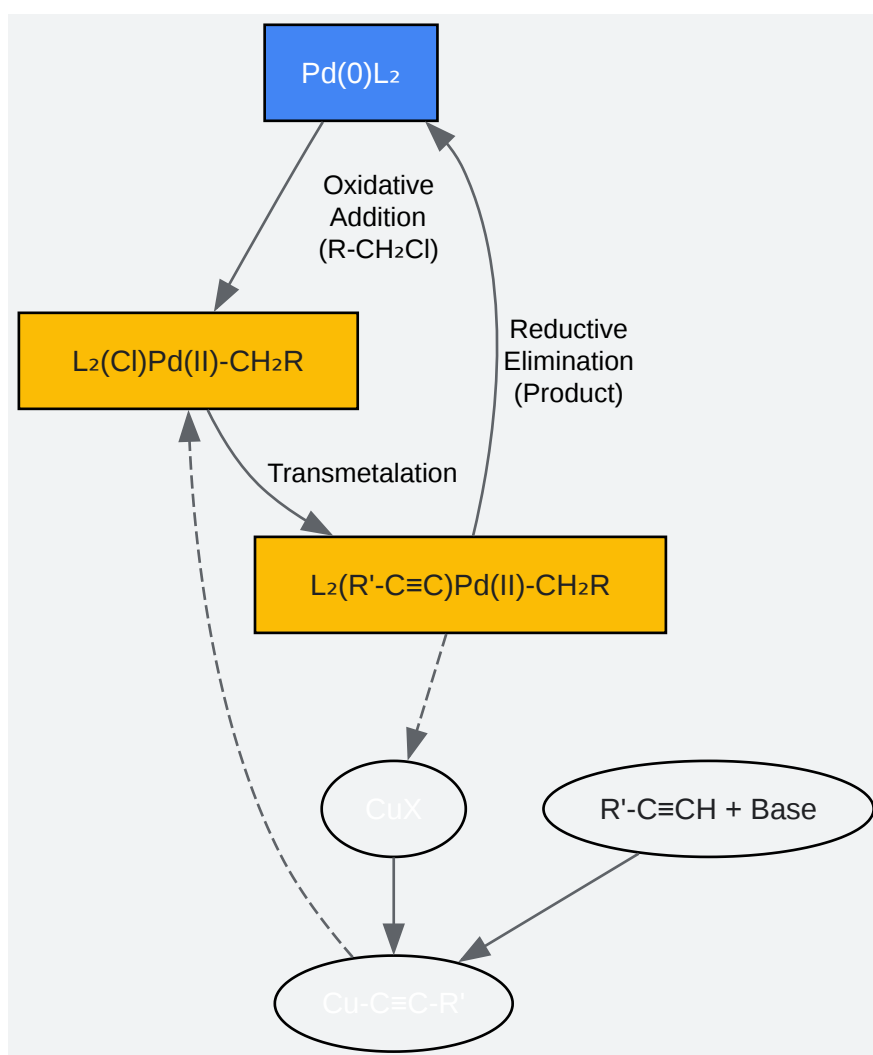 Pd(0)L₂
Oxidative
Addition
(R-CH₂Cl)
Reductive
Elimination
(Product)
L₂(Cl)Pd(II)-CH₂R
Transmetalation
L₂(R'-C≡C)Pd(II)-CH₂R
CuX
R'-C≡CH + Base
Cu-C≡C-R'